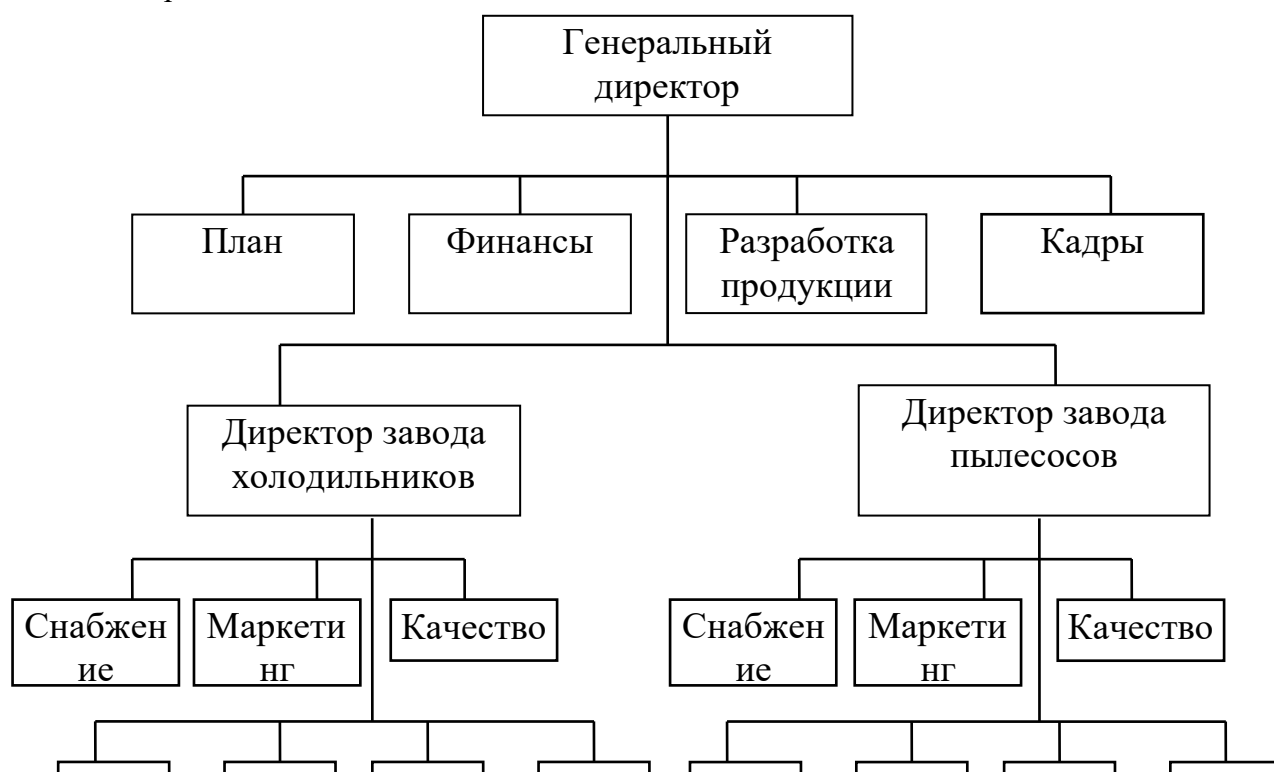 Генеральный
директор
План
Финансы
Разработка
продукции
Кадры
Директор завода
холодильников
Директор завода
пылесосов
Снабжен
ие
Маркети
нг
Качество
Снабжен
ие
Маркети
нг
Качество